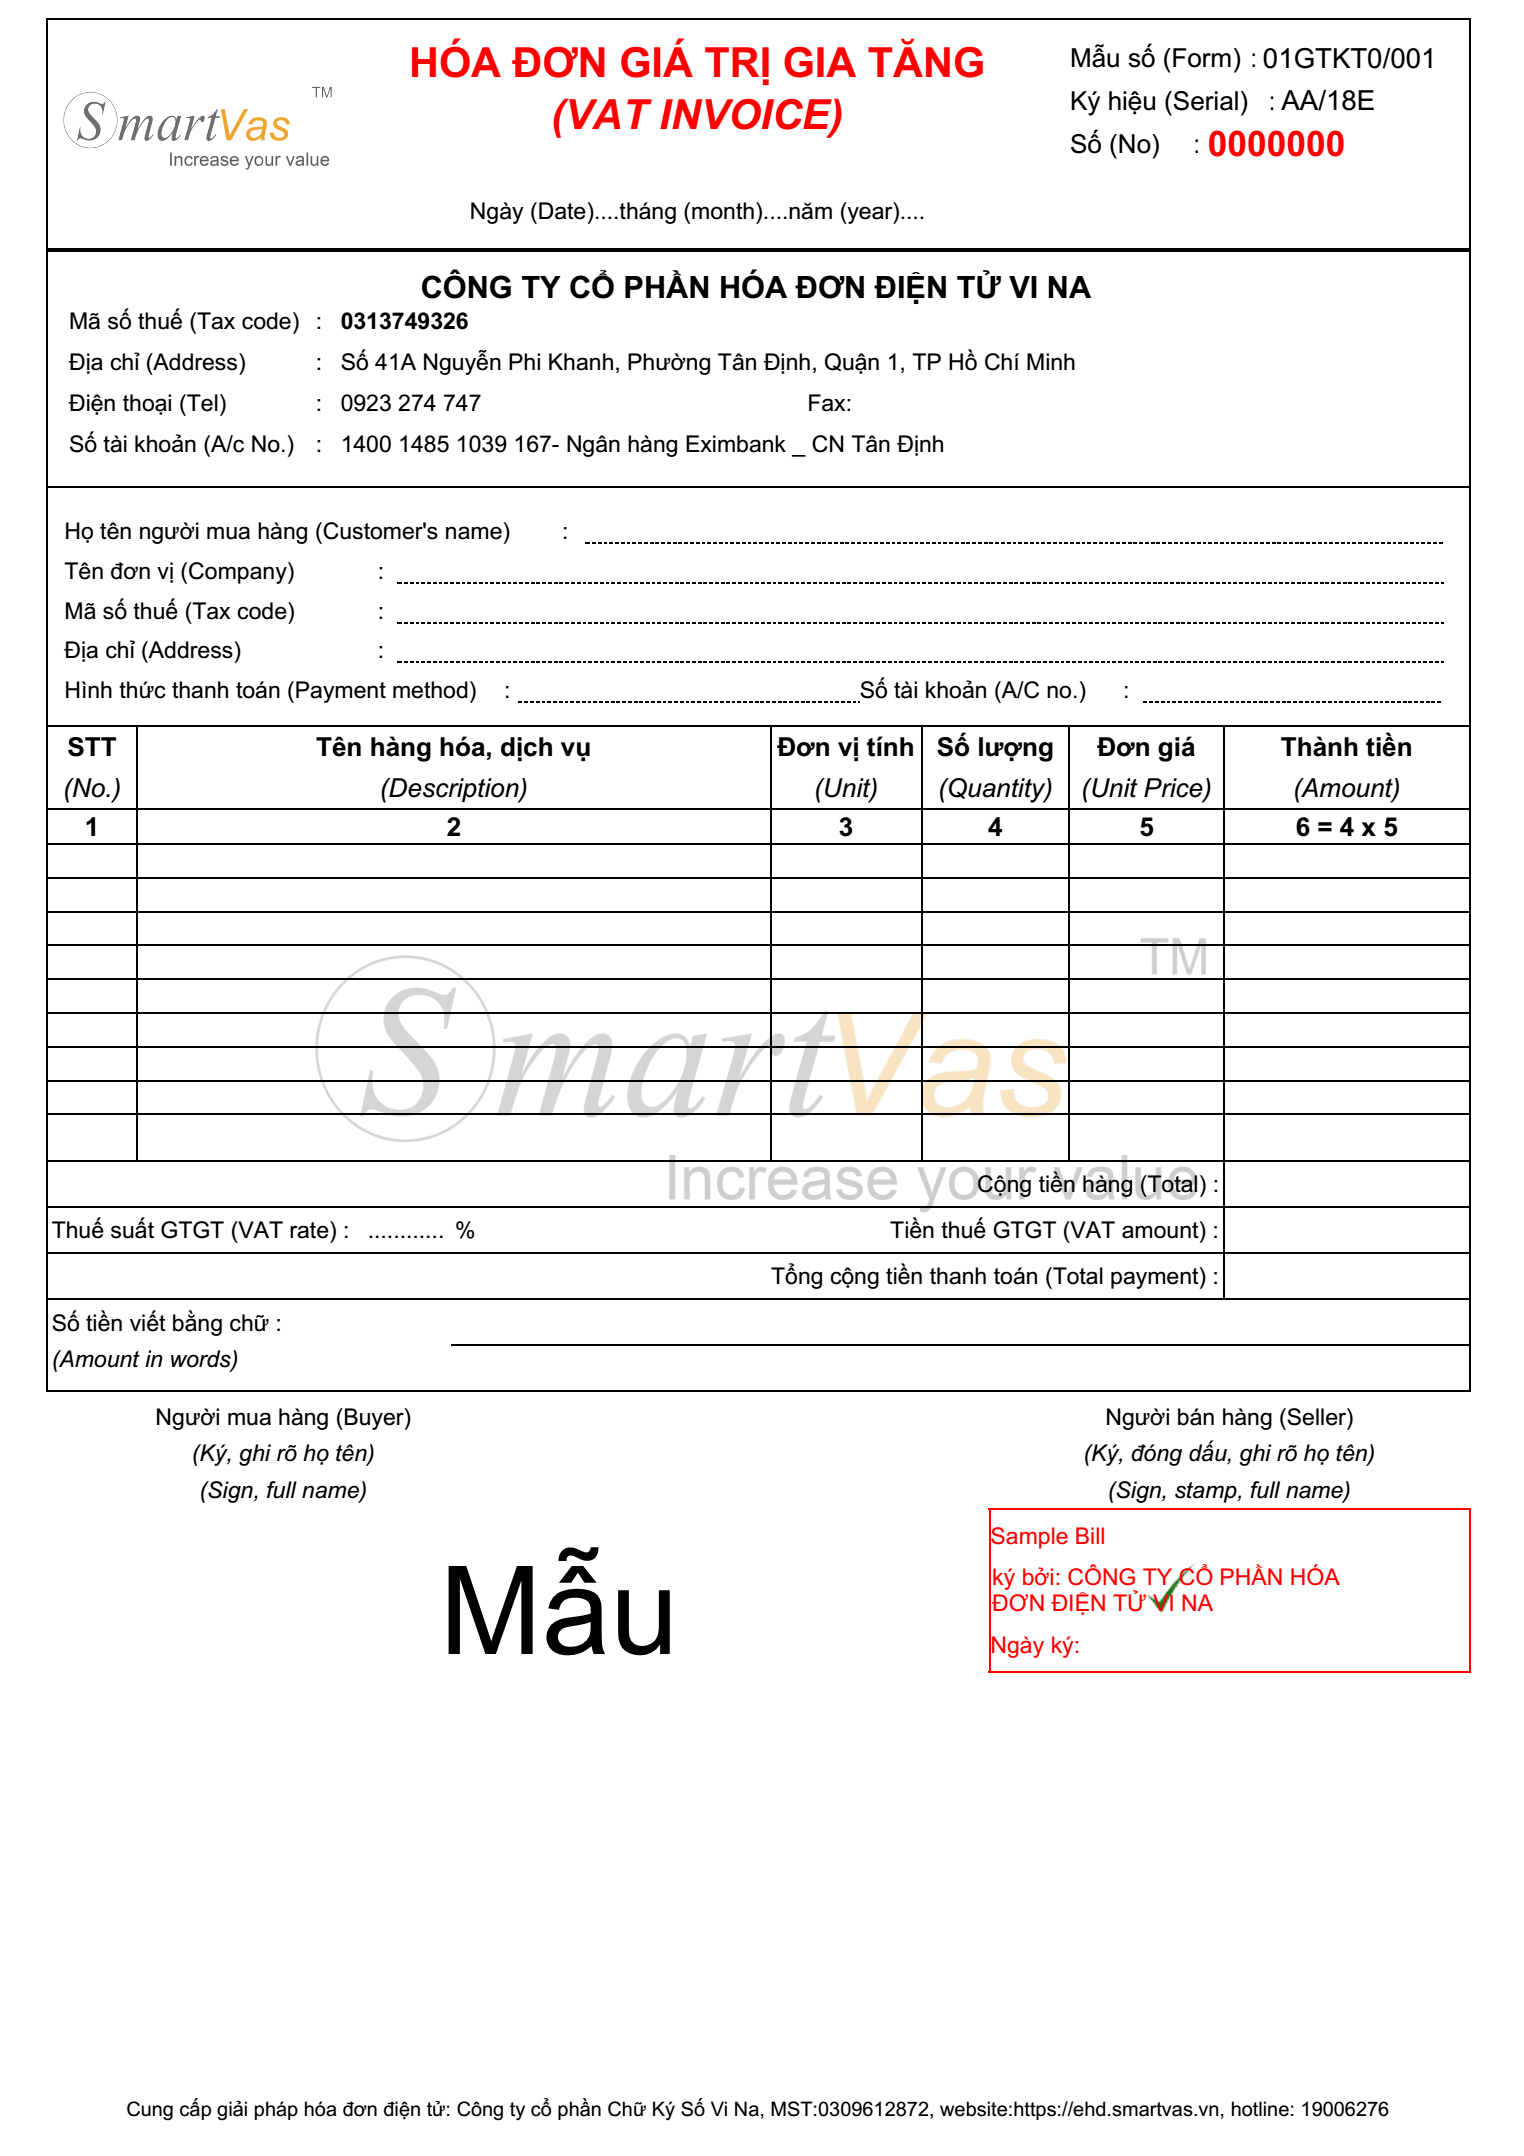 HÓA ĐƠN GIÁ TRỊ GIA TĂNG
(VAT INVOICE)
SmartVas TM
Increase your value
Mẫu số (Form) : 01GTKT0/001
Ký hiệu (Serial) : AA/18E
Số (No) : 0000000
Ngày (Date)....tháng (month)....năm (year)....
CÔNG TY CỔ PHẦN HÓA ĐƠN ĐIỆN TỬ VI NA
Mã số thuế (Tax code) : 0313749326
Địa chỉ (Address) : Số 41A Nguyễn Phi Khanh, Phường Tân Định, Quận 1, TP Hồ Chí Minh
Điện thoại (Tel) : 0923 274 747 Fax:
Số tài khoản (A/c No.) : 1400 1485 1039 167- Ngân hàng Eximbank _ CN Tân Định
Họ tên người mua hàng (Customer's name) :
Tên đơn vị (Company) :
Mã số thuế (Tax code) :
Địa chỉ (Address) :
Hình thức thanh toán (Payment method) : Số tài khoản (A/C no.) :
STT Tên hàng hóa, dịch vụ Đơn vị tính Số lượng Đơn giá Thành tiền
(No.) (Description) (Unit) (Quantity) (Unit Price) (Amount)
1 2 3 4 5 6 = 4 x 5
SmartVas TM
Increase your value
Cộng tiền hàng (Total) :
Thuế suất GTGT (VAT rate) : ............ % Tiền thuế GTGT (VAT amount) :
Tổng cộng tiền thanh toán (Total payment) :
Số tiền viết bằng chữ :
(Amount in words)
Người mua hàng (Buyer) Người bán hàng (Seller)
(Ký, ghi rõ họ tên) (Ký, đóng dấu, ghi rõ họ tên)
(Sign, full name) (Sign, stamp, full name)
Mẫu
Sample Bill
ký bởi: CÔNG TY CỔ PHẦN HÓA
ĐƠN ĐIỆN TỬ VI NA
Ngày ký:
Cung cấp giải pháp hóa đơn điện tử: Công ty cổ phần Chữ Ký Số Vi Na, MST:0309612872, website:https://ehd.smartvas.vn, hotline: 19006276